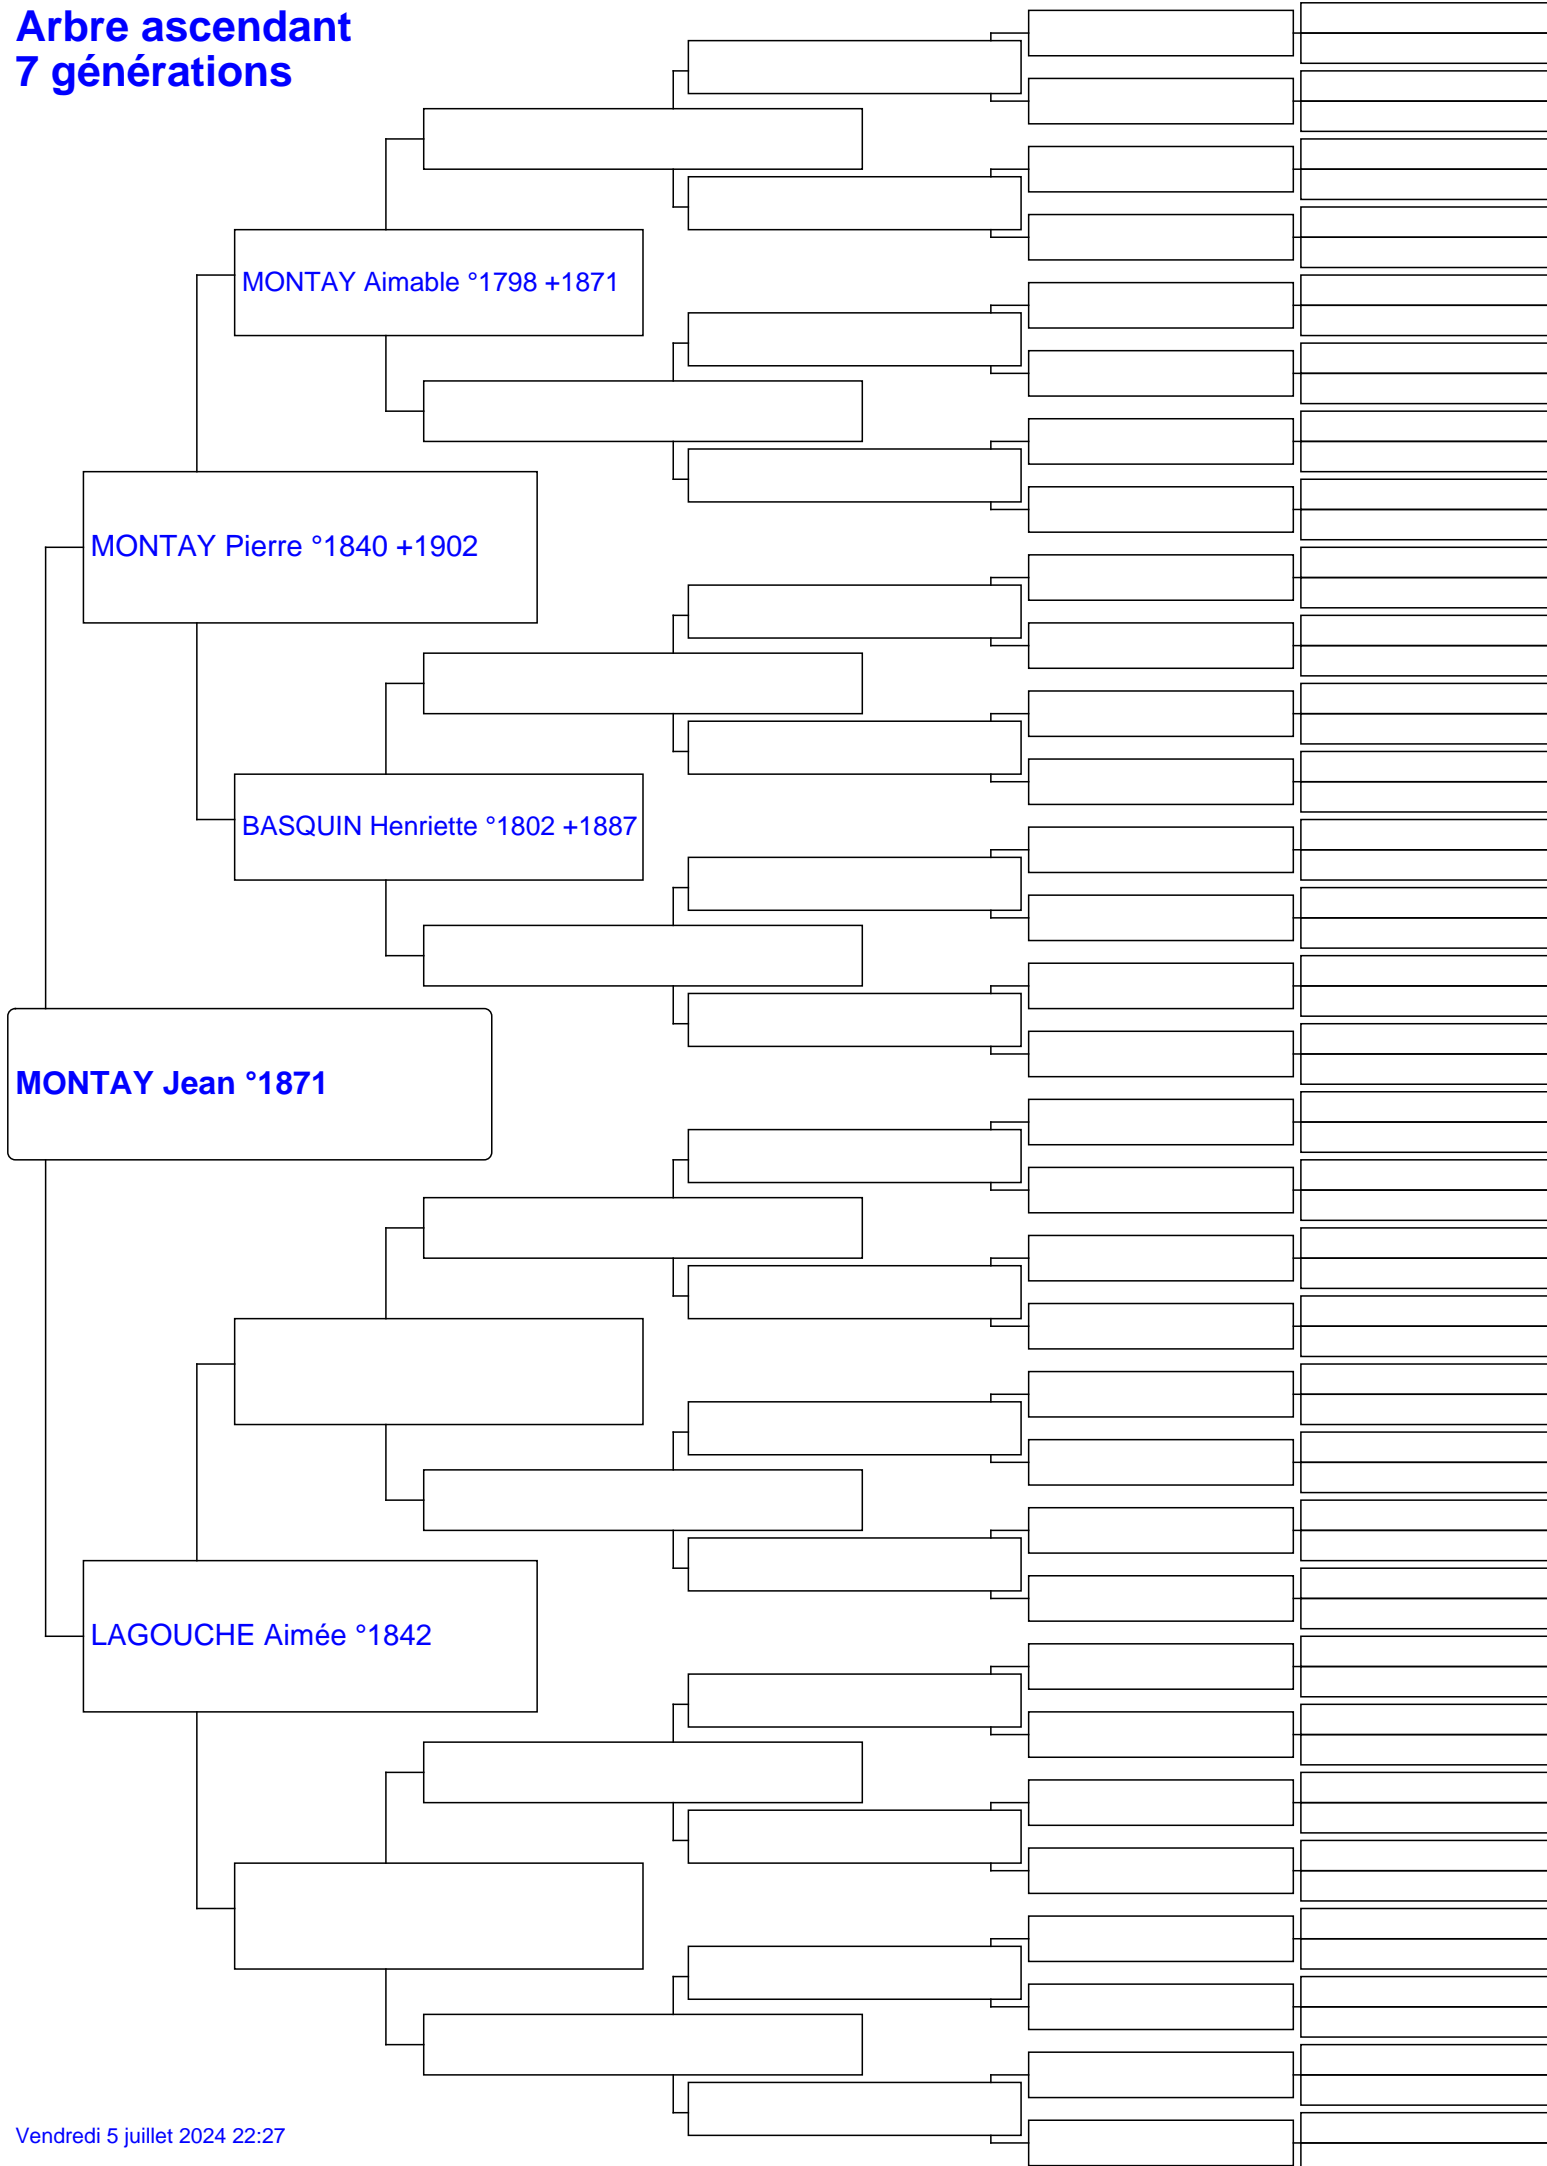 Arbre ascendant
7 générations
MONTAY Aimable °1798 +1871
MONTAY Pierre °1840 +1902
BASQUIN Henriette °1802 +1887
MONTAY Jean °1871
LAGOUCHE Aimée °1842
Vendredi 5 juillet 2024 22:27